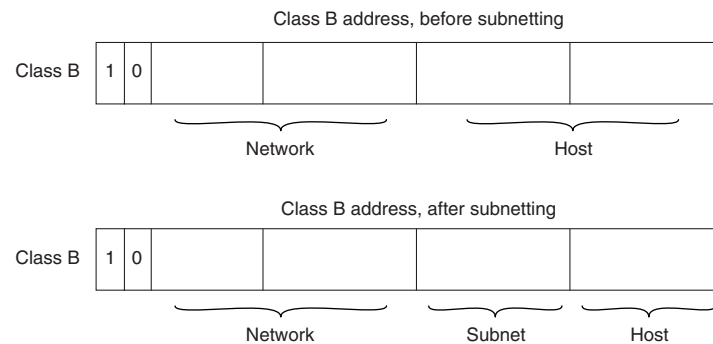 Class B address, before subnetting
Class B 1 0
Network Host
Class B address, after subnetting
Class B 1 0
Network Subnet Host